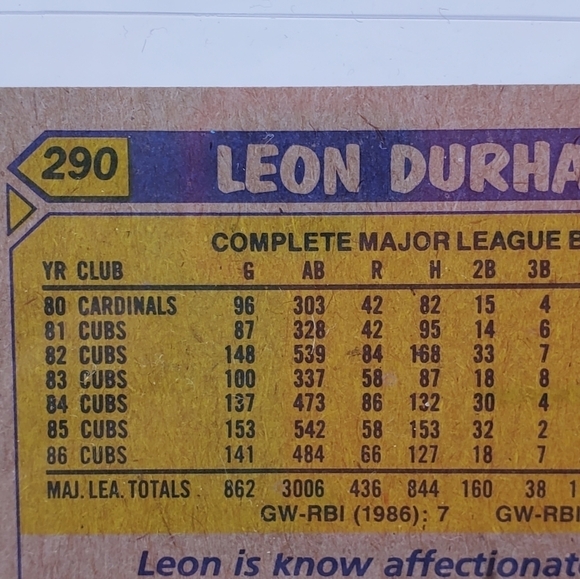 290 LEON DURHA
COMPLETE MAJOR LEAGUE B
YR CLUB G AB R H 2B 3B
80 CARDINALS 96 303 42 82 15 4
81 CUBS 87 328 42 95 14 6
82 CUBS 148 539 84 168 33 7
83 CUBS 100 337 58 87 18 8
84 CUBS 137 473 86 132 30 4
85 CUBS 153 542 58 153 32 2
86 CUBS 141 484 66 127 18 7
MAJ. LEA. TOTALS 862 3006 436 844 160 38 1
GW-RBI (1986): 7 GW-RBI
Leon is know affectionat